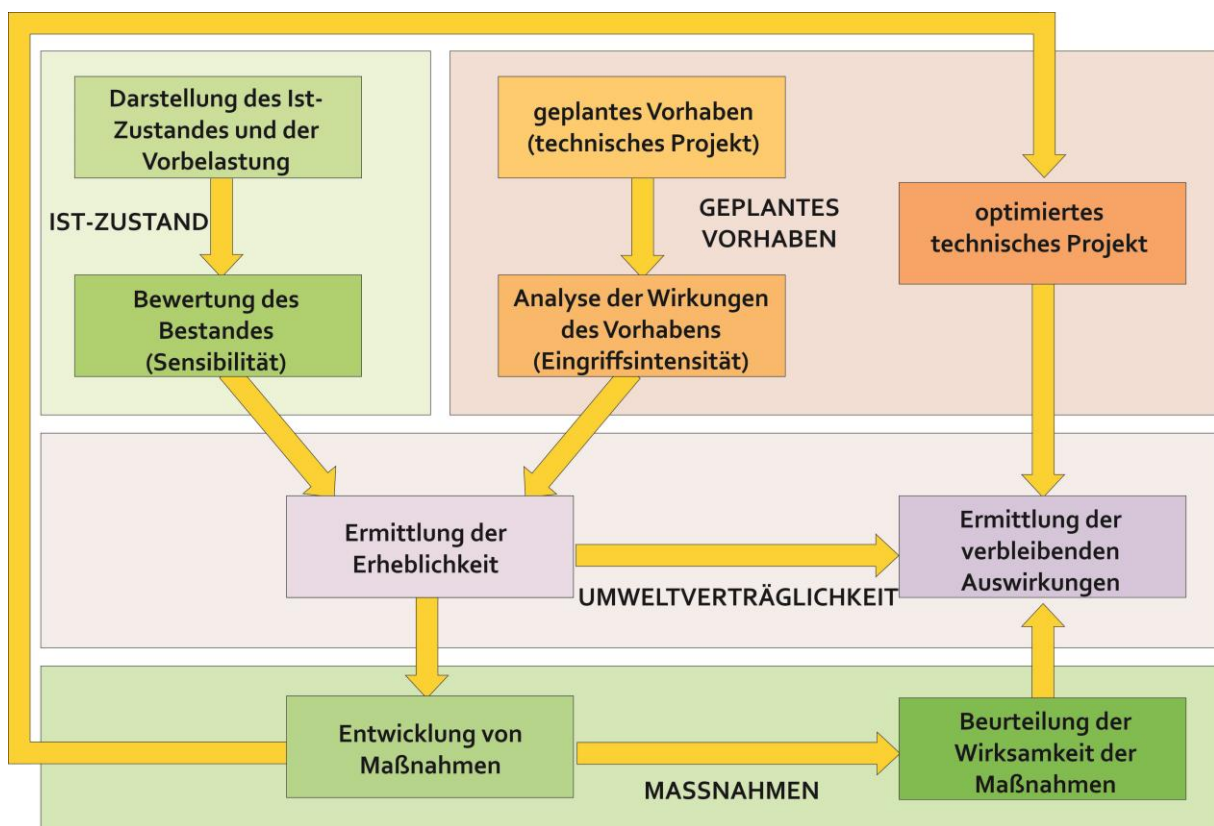 Darstellung des Ist-
Zustandes und der
Vorbelastung
IST-ZUSTAND
Bewertung des
Bestandes
(Sensibilität)
geplantes Vorhaben
(technisches Projekt)
GEPLANTES
VORHABEN
Analyse der Wirkungen
des Vorhabens
(Eingriffsintensität)
optimiertes
technisches Projekt
Ermittlung der
Erheblichkeit
UMWELTVERTRÄGLICHKEIT
Ermittlung der
verbleibenden
Auswirkungen
Entwicklung von
Maßnahmen
MASSNAHMEN
Beurteilung der
Wirksamkeit der
Maßnahmen